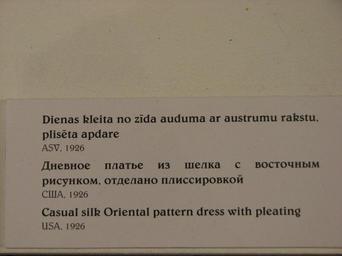 Dienas kleita no zīda auduma ar austrumu rakstu,
plisēta apdare
ASV, 1926
Дневное платье из шелка с восточным
рисунком, отделано плиссировкой
США, 1926
Casual silk Oriental pattern dress with pleating
USA, 1926